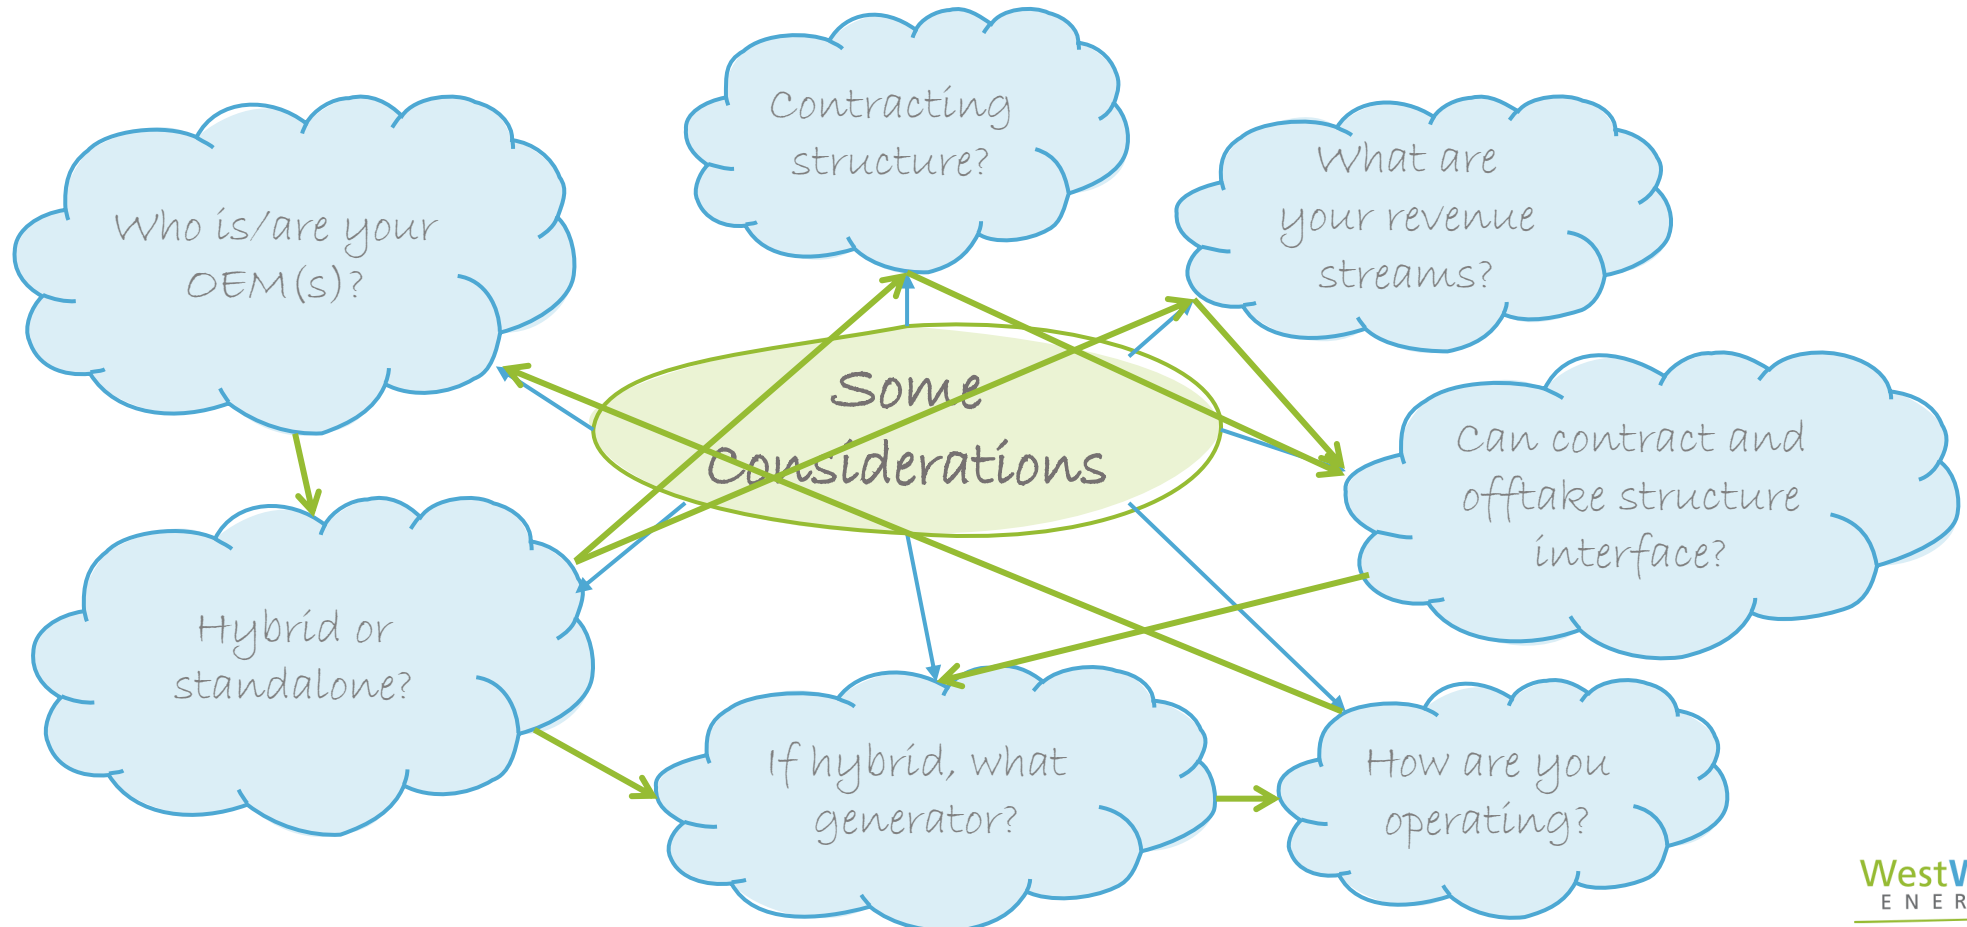 Contracting
structure?
What are
your revenue
streams?
Who is/are your
OEM(s)?
Some
Considerations
Can contract and
offtake structure
interface?
Hybrid or
standalone?
If hybrid, what
generator?
How are you
operating?
West
ENER